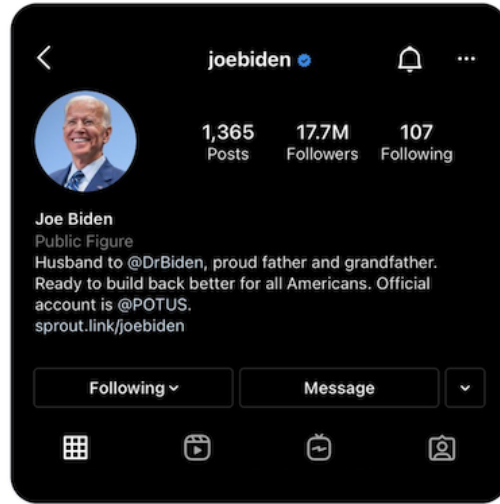 joebiden
1,365 17.7M 107
Posts Followers Following
Joe Biden
Public Figure
Husband to @DrBiden, proud father and grandfather.
Ready to build back better for all Americans. Official
account is @POTUS.
sprout.link/joebiden
Following Message